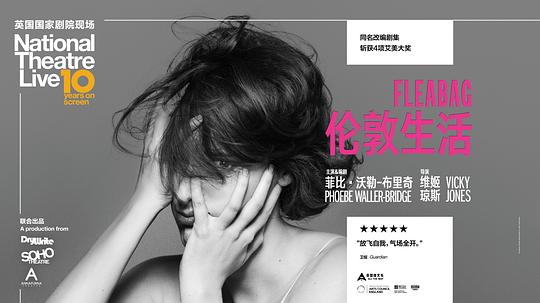 英国国家剧院现场
National
Theatre
Live 10
years on
screen
同名改编剧集
斩获4项艾美大奖
FLEABAG
伦敦生活
主演&编剧
菲比·沃勒-布里奇
PHOEBE WALLER-BRIDGE
导演
维姬 VICKY
琼斯 JONES
联合出品
A production from
DryWrite
SOHO
THEATRE
★★★★★
“放飞自我,气场全开。”
卫报 Guardian
ARTS COUNCIL
ENGLAND